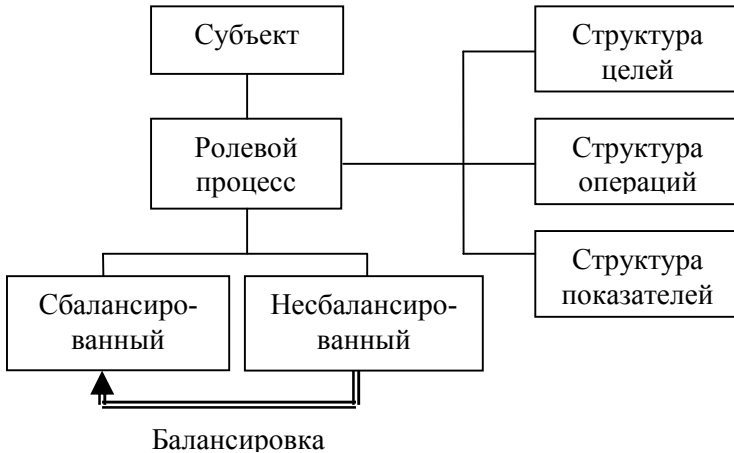 Субъект
Ролевой
процесс
Сбалансиро-
ванный
Несбалансиро-
ванный
Балансировка
Структура
целей
Структура
операций
Структура
показателей